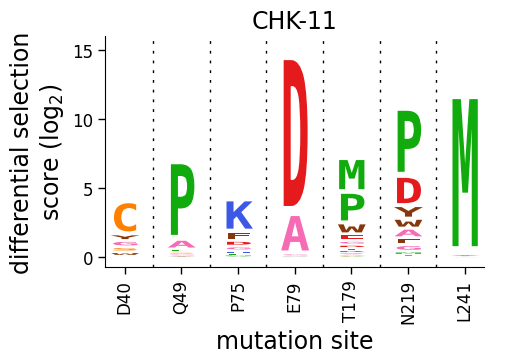 CHK-11
differential selection
score (log₂)
15
10
5
0
C
P
K
D
A
M
P
W
P
D
Y
W
A
M
D40
Q49
P75
E79
T179
N219
L241
mutation site